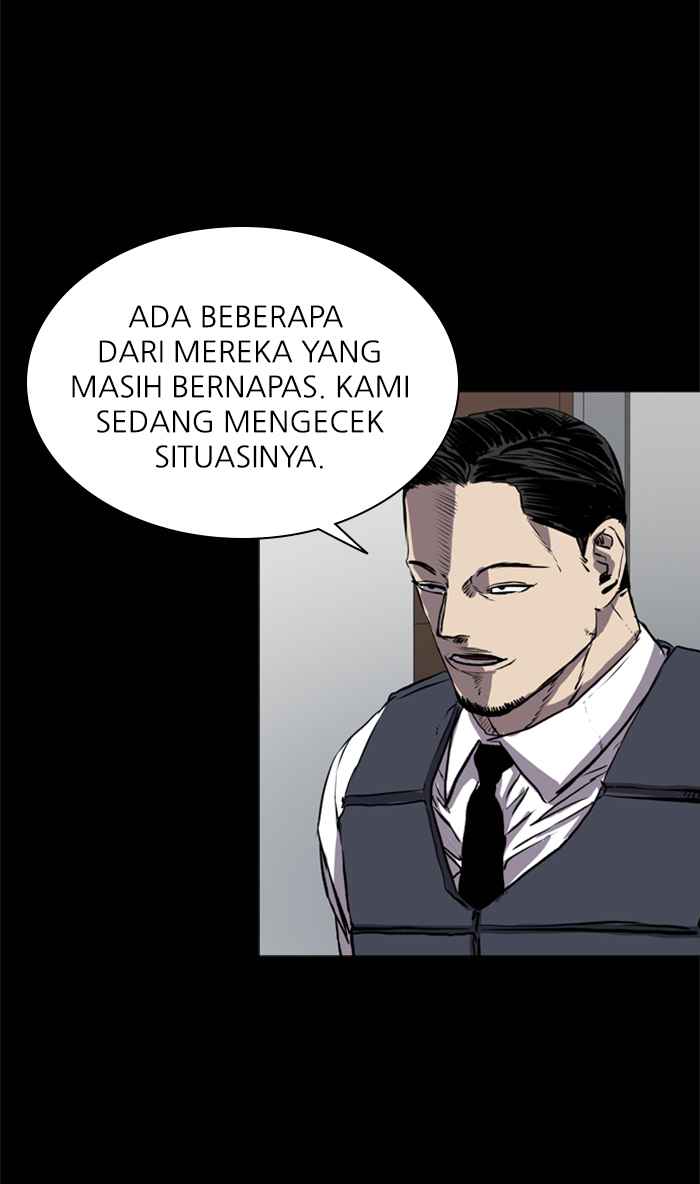 ADA BEBERAPA
DARI MEREKA YANG
MASIH BERNAPAS. KAMI
SEDANG MENGECEK
SITUASINYA.